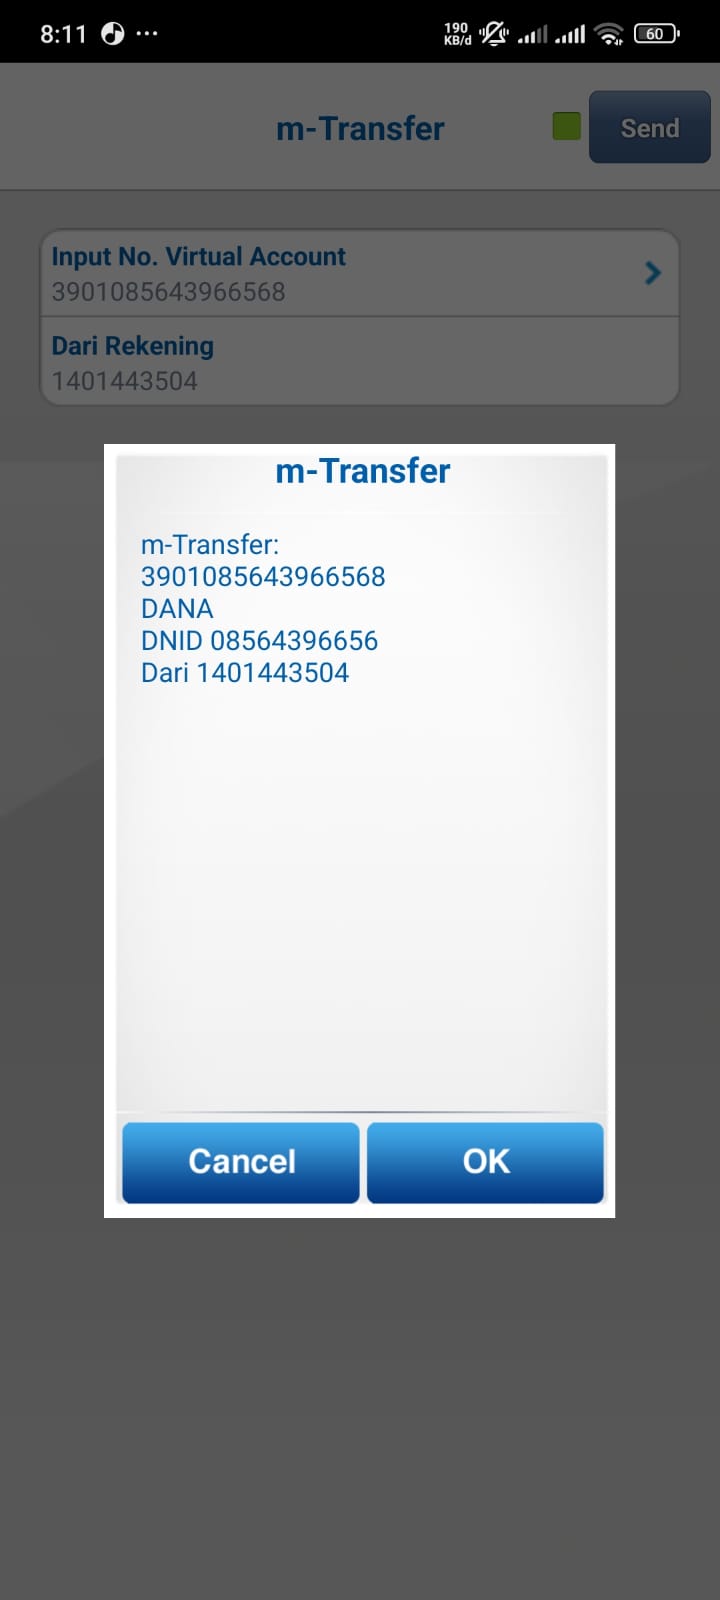 8:11
190
KB/d
60
m-Transfer
Send
Input No. Virtual Account
3901085643966568
Dari Rekening
1401443504
m-Transfer
m-Transfer:
3901085643966568
DANA
DNID 08564396656
Dari 1401443504
Cancel
OK